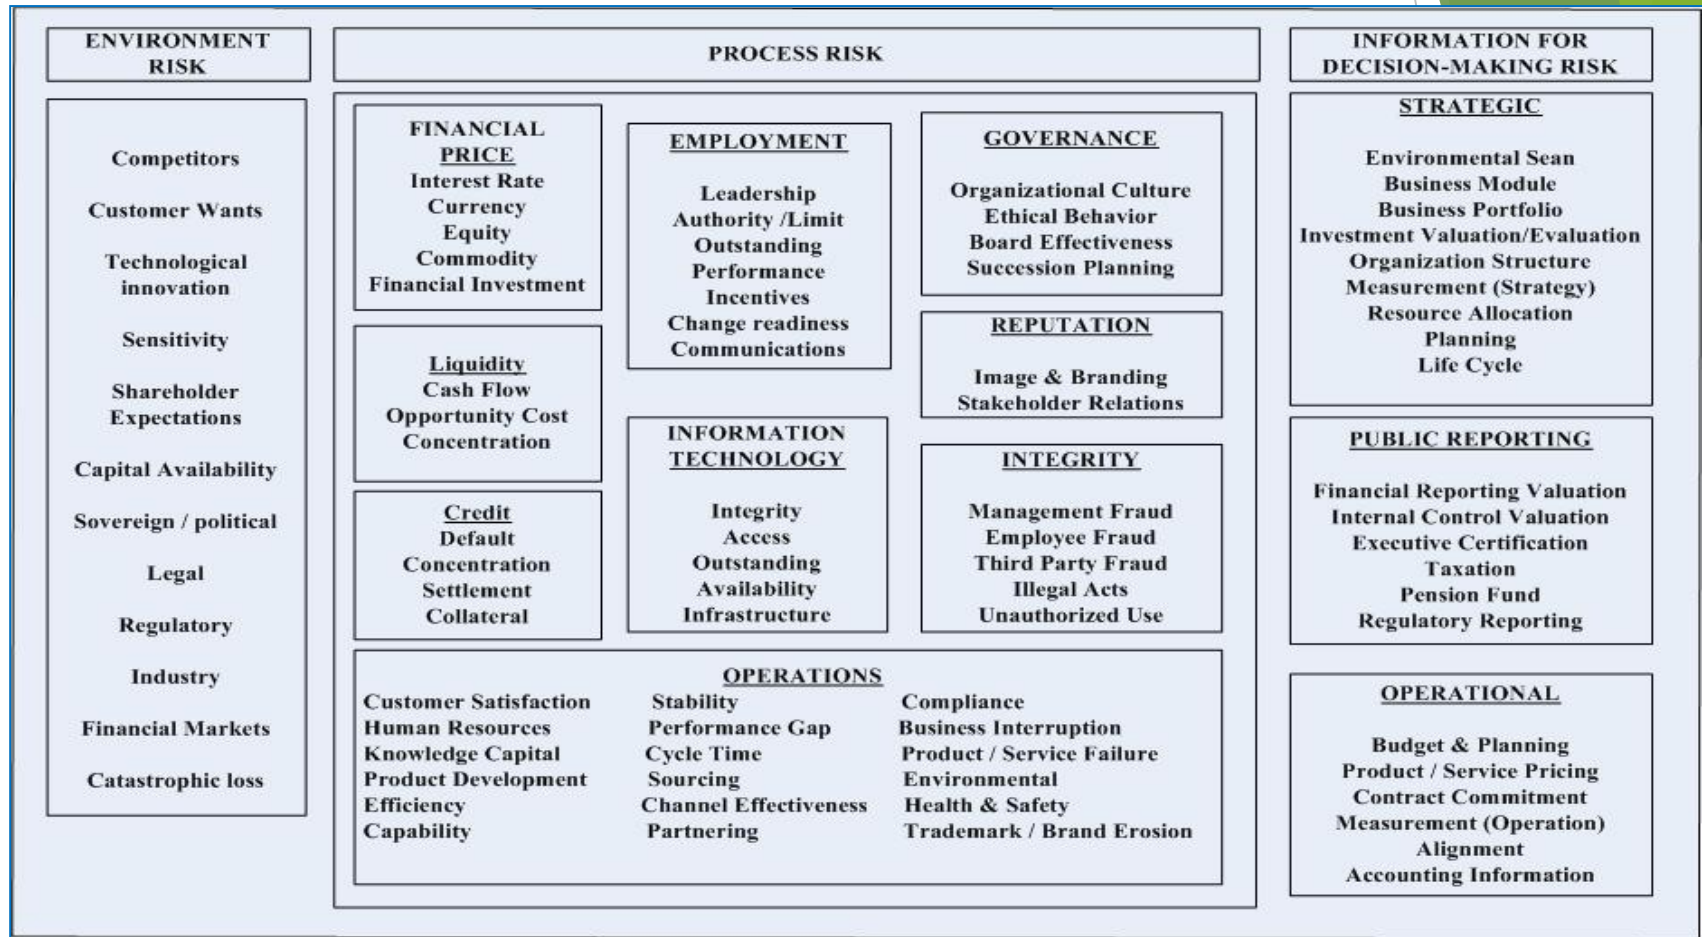 ENVIRONMENT
RISK
Competitors
Customer Wants
Technological
innovation
Sensitivity
Shareholder
Expectations
Capital Availability
Sovereign / political
Legal
Regulatory
Industry
Financial Markets
Catastrophic loss
PROCESS RISK
FINANCIAL
PRICE
Interest Rate
Currency
Equity
Commodity
Financial Investment
Liquidity
Cash Flow
Opportunity Cost
Concentration
Credit
Default
Concentration
Settlement
Collateral
EMPLOYMENT
Leadership
Authority /Limit
Outstanding
Performance
Incentives
Change readiness
Communications
INFORMATION
TECHNOLOGY
Integrity
Access
Outstanding
Availability
Infrastructure
GOVERNANCE
Organizational Culture
Ethical Behavior
Board Effectiveness
Succession Planning
REPUTATION
Image & Branding
Stakeholder Relations
INTEGRITY
Management Fraud
Employee Fraud
Third Party Fraud
Illegal Acts
Unauthorized Use
OPERATIONS
Customer Satisfaction
Human Resources
Knowledge Capital
Product Development
Efficiency
Capability
Stability
Performance Gap
Cycle Time
Sourcing
Channel Effectiveness
Partnering
Compliance
Business Interruption
Product / Service Failure
Environmental
Health & Safety
Trademark / Brand Erosion
INFORMATION FOR
DECISION-MAKING RISK
STRATEGIC
Environmental Sean
Business Module
Business Portfolio
Investment Valuation/Evaluation
Organization Structure
Measurement (Strategy)
Resource Allocation
Planning
Life Cycle
PUBLIC REPORTING
Financial Reporting Valuation
Internal Control Valuation
Executive Certification
Taxation
Pension Fund
Regulatory Reporting
OPERATIONAL
Budget & Planning
Product / Service Pricing
Contract Commitment
Measurement (Operation)
Alignment
Accounting Information